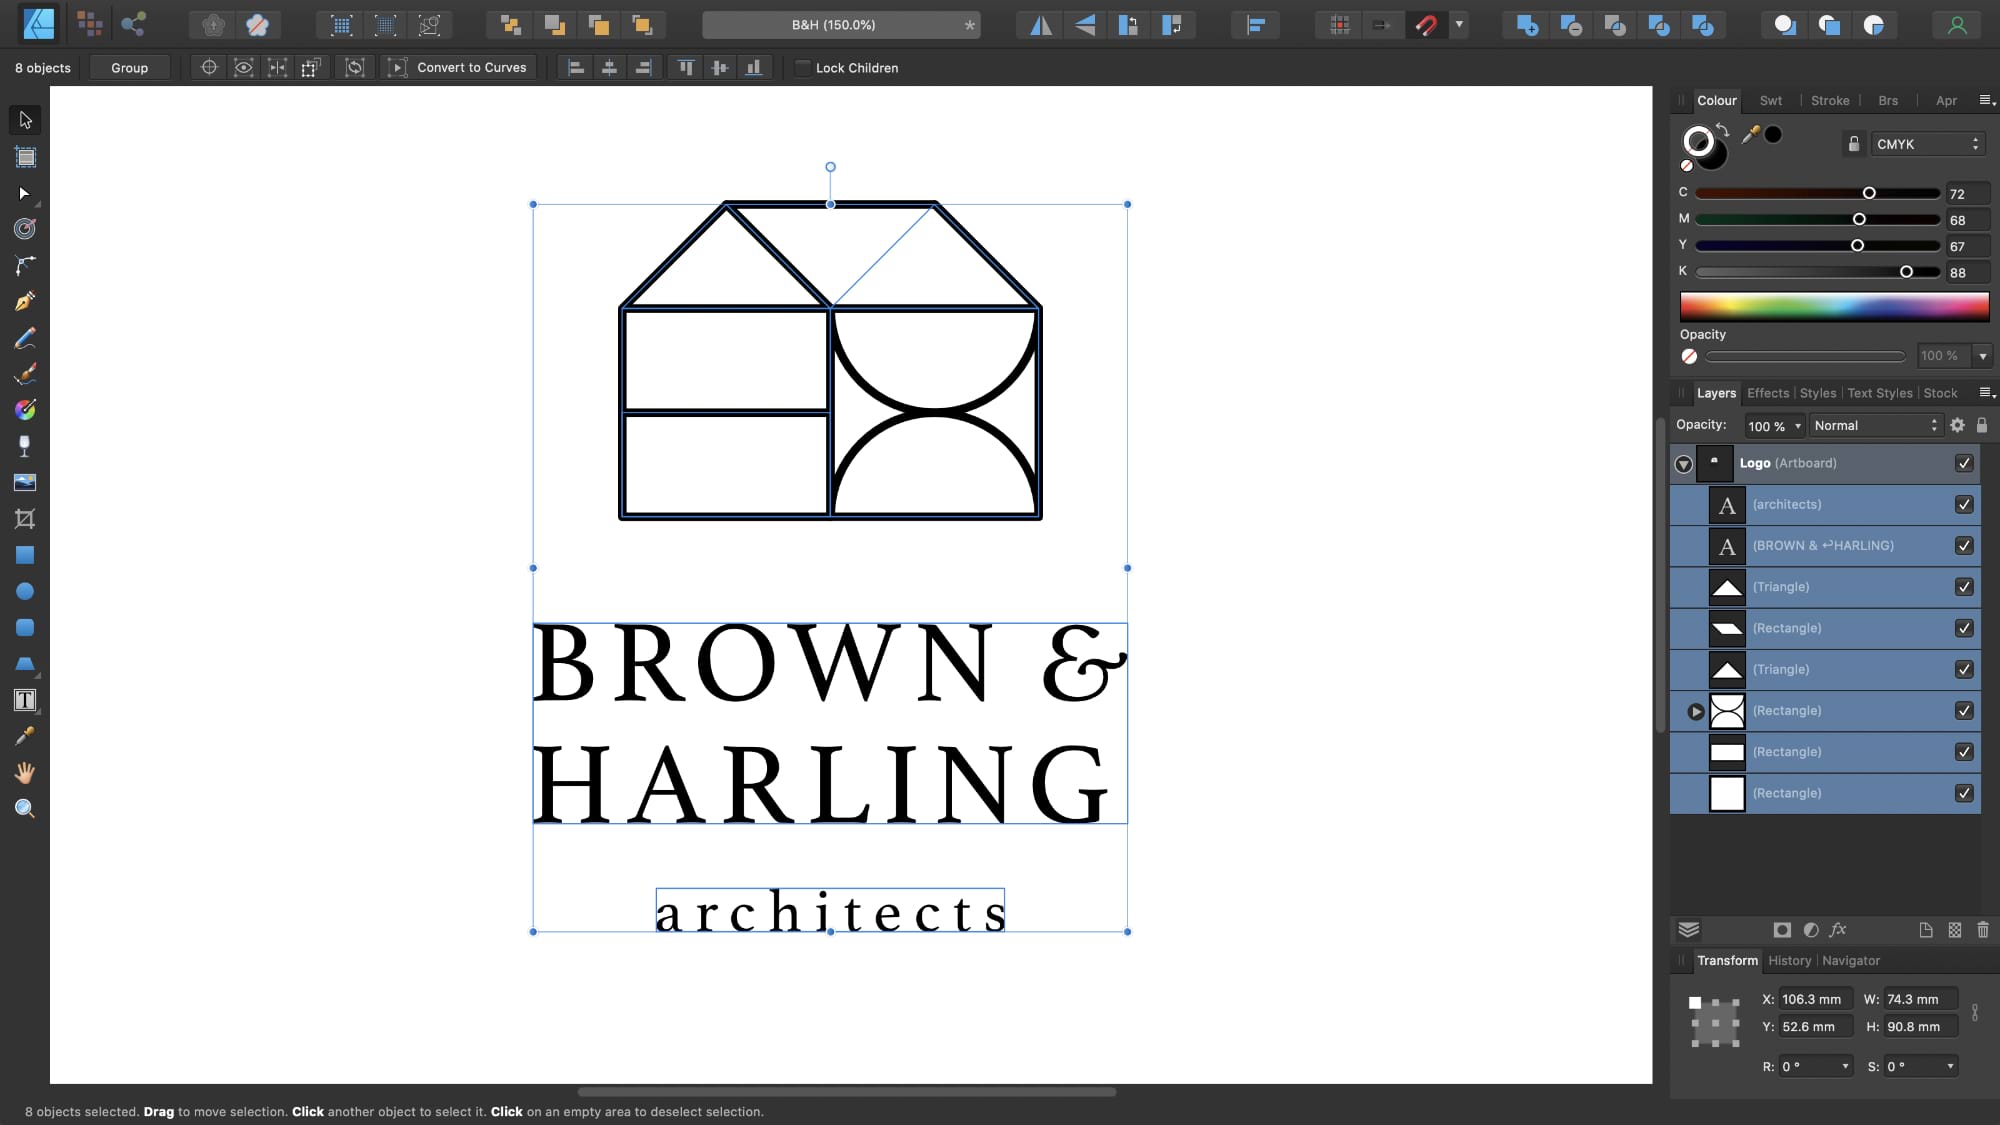 B&H (150.0%)
*
8 objects
Group
Convert to Curves
Lock Children
Colour
Swt
Stroke
Brs
Apr
CMYK
C
72
M
68
Y
67
K
88
Opacity
100 %
Layers
Effects
Styles
Text Styles
Stock
Opacity:
100 %
Normal
Logo (Artboard)
A
(architects)
A
(BROWN & ↩HARLING)
(Triangle)
(Rectangle)
(Triangle)
(Rectangle)
(Rectangle)
(Rectangle)
fx
BROWN &
HARLING
architects
Transform
History
Navigator
X: 106.3 mm
W: 74.3 mm
Y: 52.6 mm
H: 90.8 mm
R: 0 °
S: 0 °
T
8 objects selected. Drag to move selection. Click another object to select it. Click on an empty area to deselect selection.